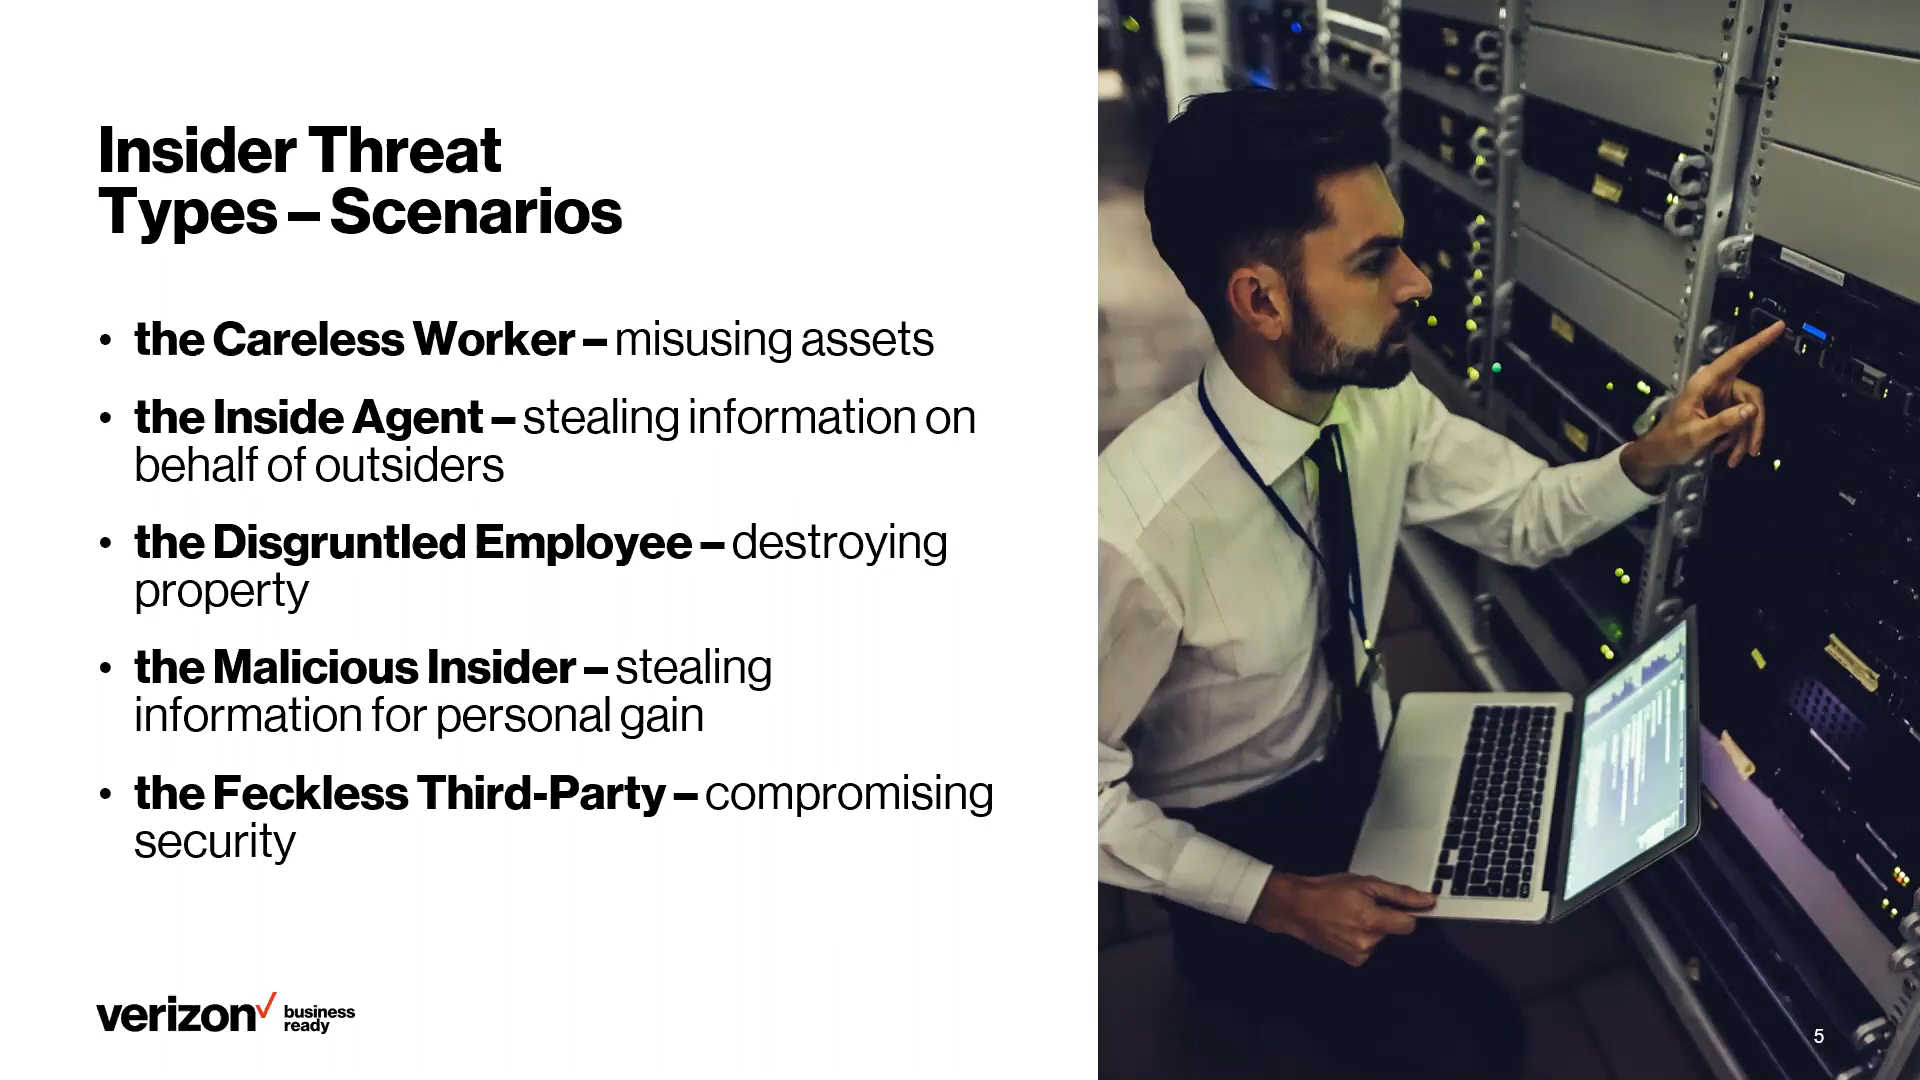 Insider Threat
Types – Scenarios
• the Careless Worker – misusing assets
• the Inside Agent – stealing information on
behalf of outsiders
• the Disgruntled Employee – destroying
property
• the Malicious Insider – stealing
information for personal gain
• the Feckless Third-Party – compromising
security
verizon✓ business
ready
5